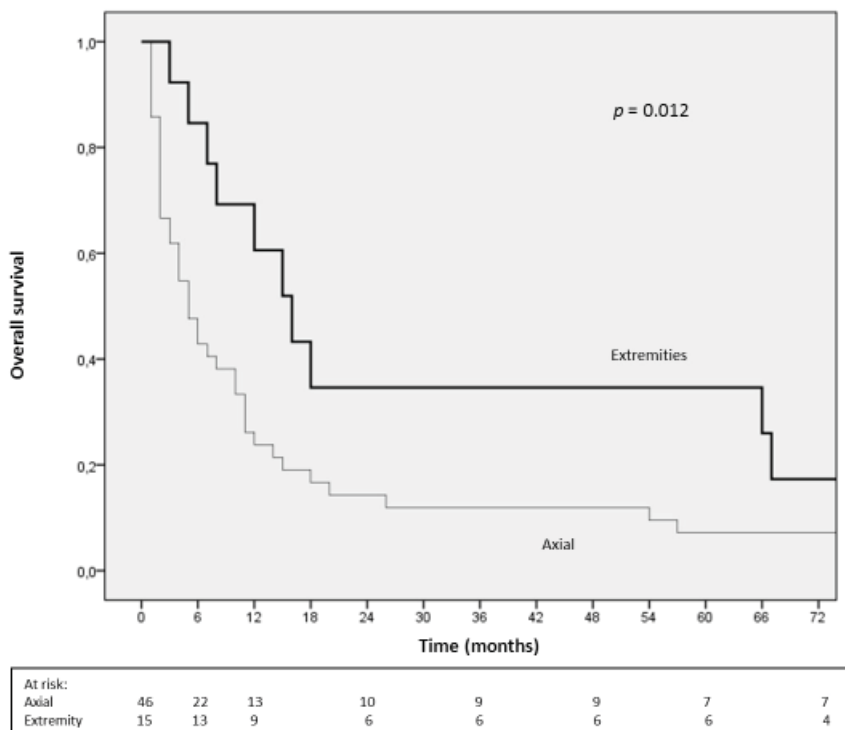 Overall survival
1,0
0,8
0,6
0,4
0,2
0,0
p = 0.012
Extremities
Axial
0 6 12 18 24 30 36 42 48 54 60 66 72
Time (months)
At risk:
Axial 46 22 13 10 9 9 7 7
Extremity 15 13 9 6 6 6 6 4